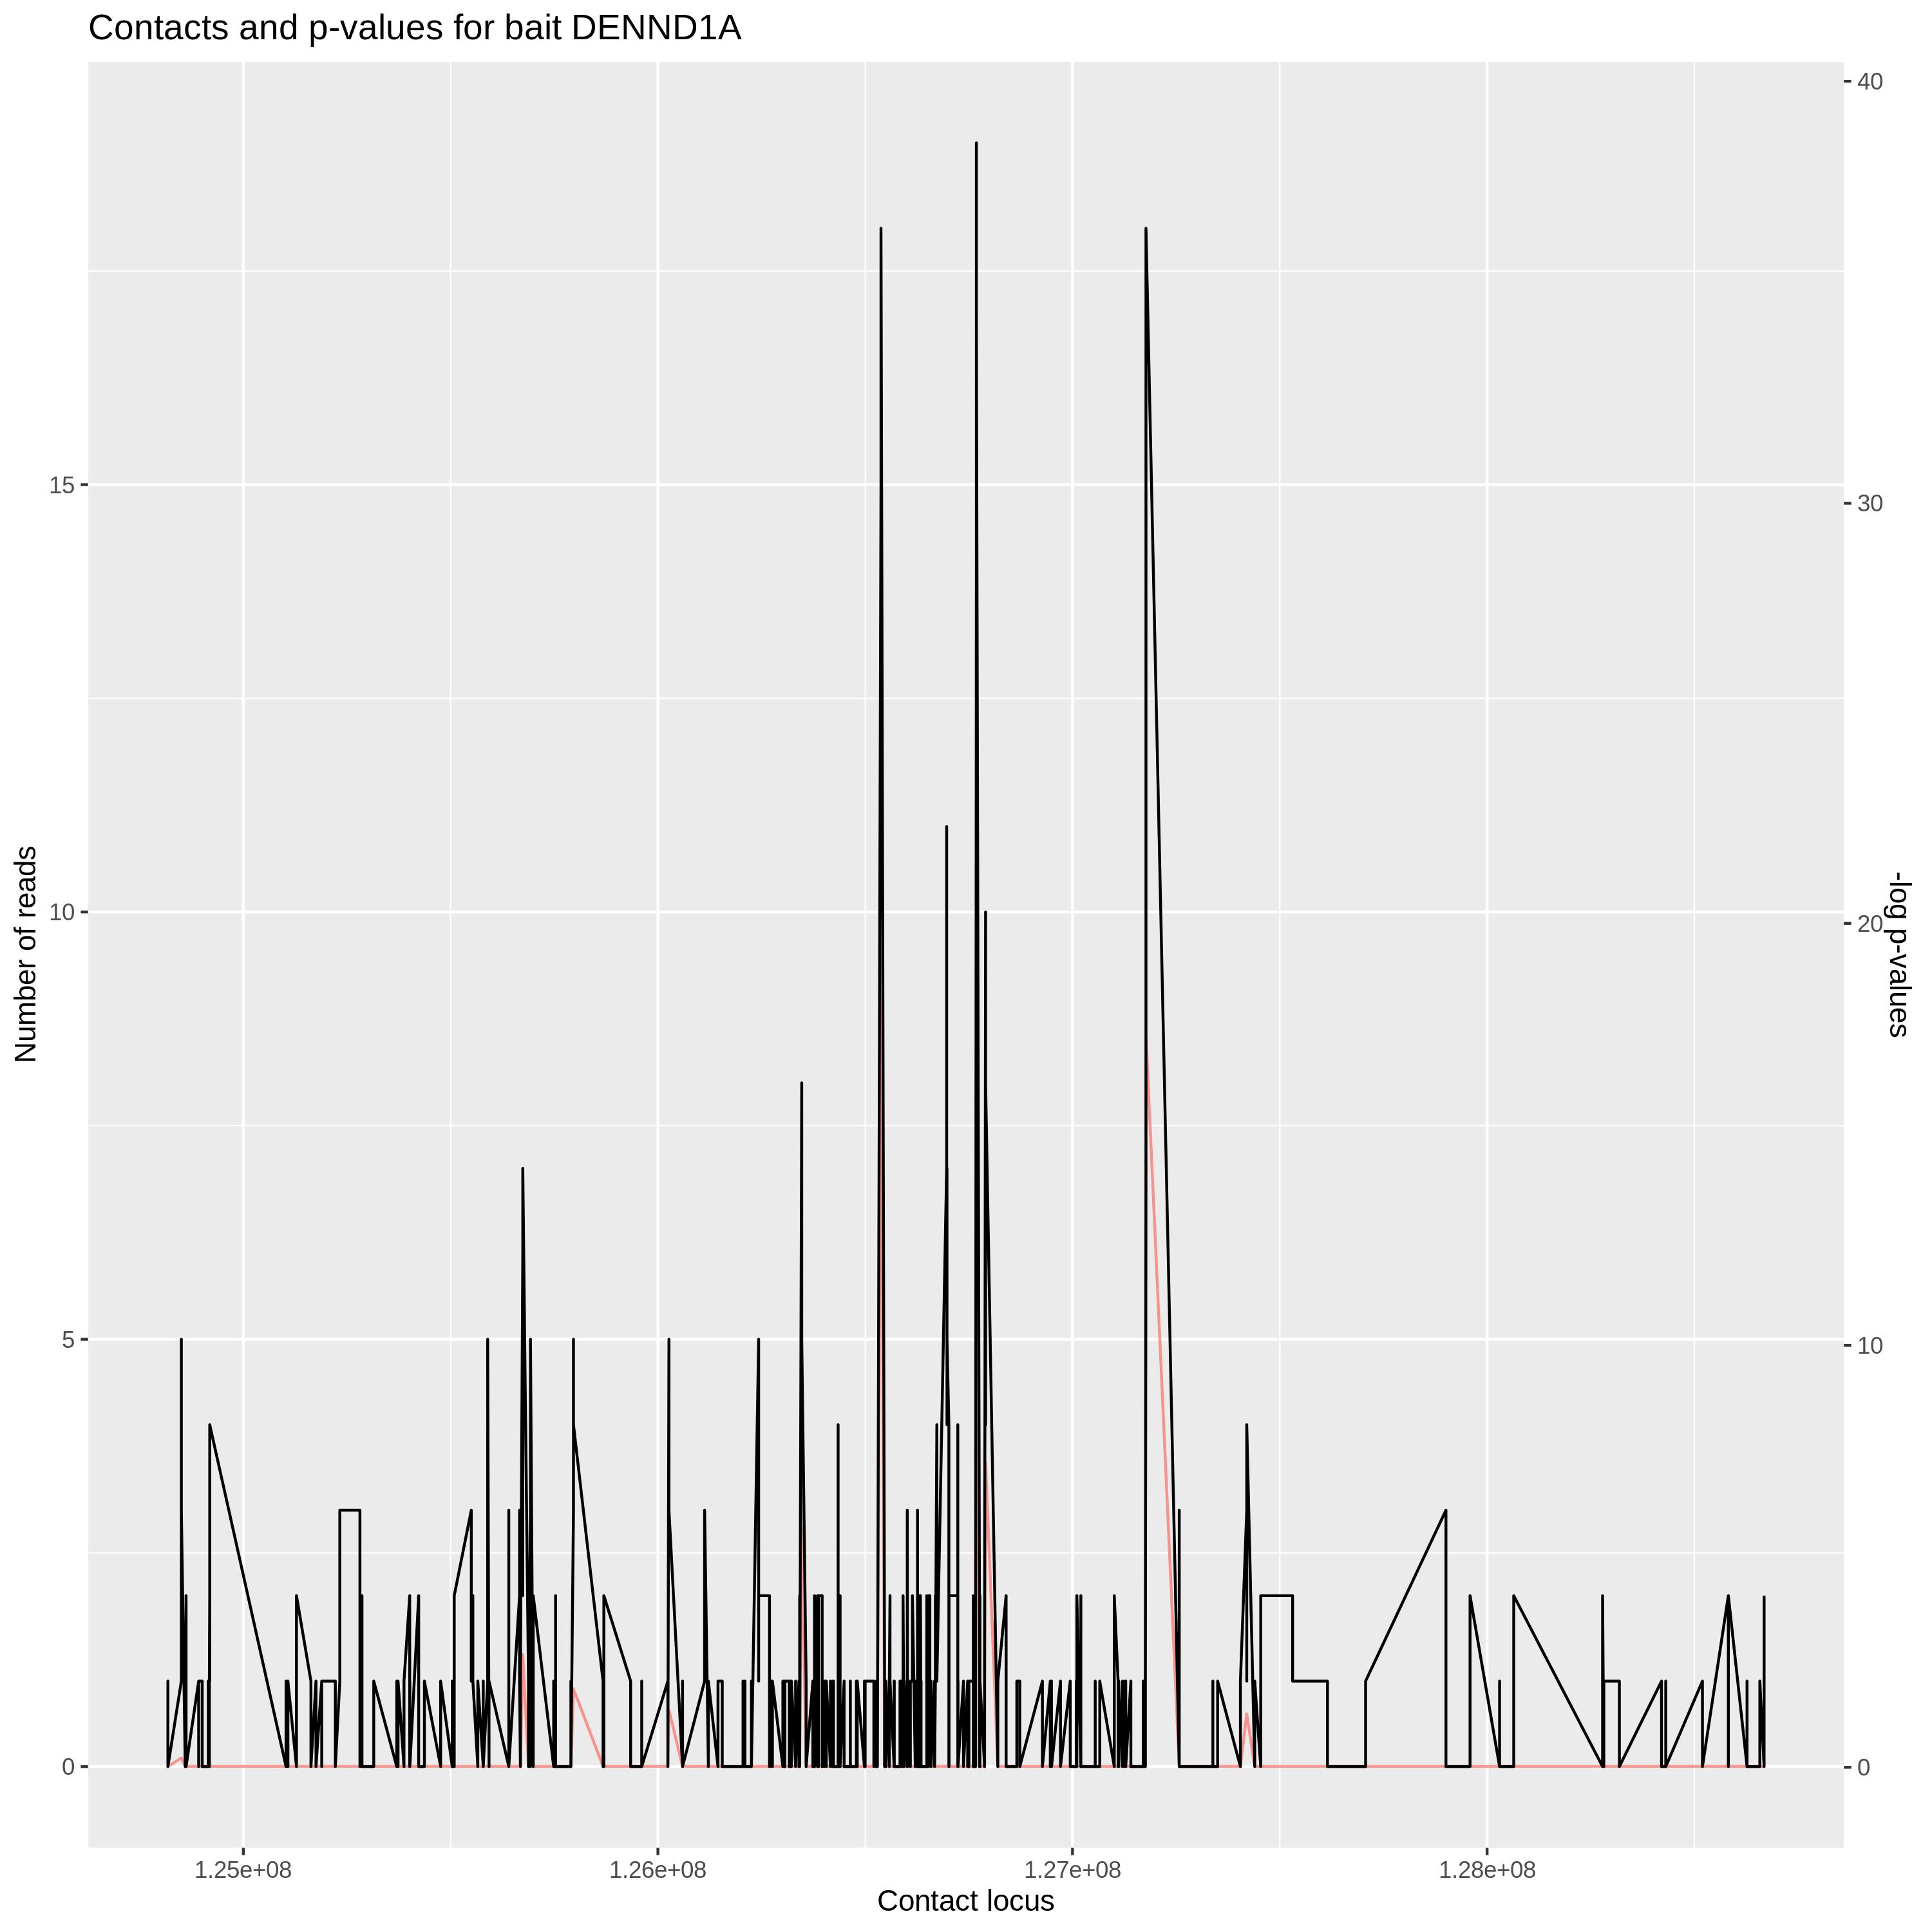 Contacts and p-values for bait DENND1A
40
15
30
10
20
5
10
0
0
Number of reads
-log p-values
1.25e+08
1.26e+08
1.27e+08
1.28e+08
Contact locus